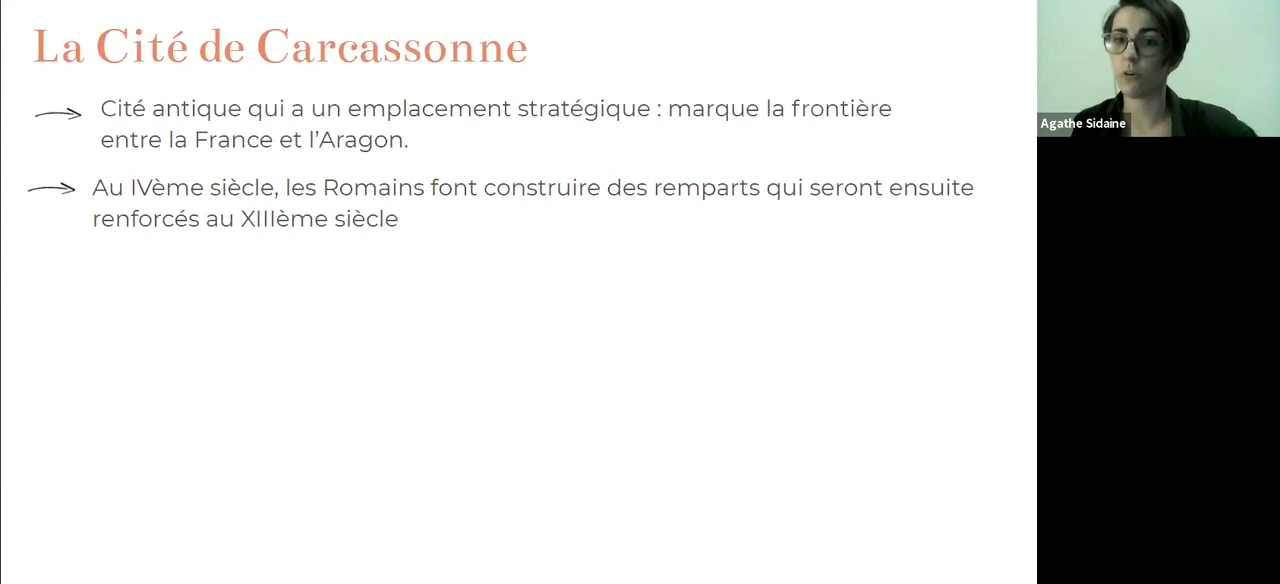 La Cité de Carcassonne
Cité antique qui a un emplacement stratégique : marque la frontière
entre la France et l’Aragon.
Au IVème siècle, les Romains font construire des remparts qui seront ensuite
renforcés au XIIIème siècle
Agathe Sidaine